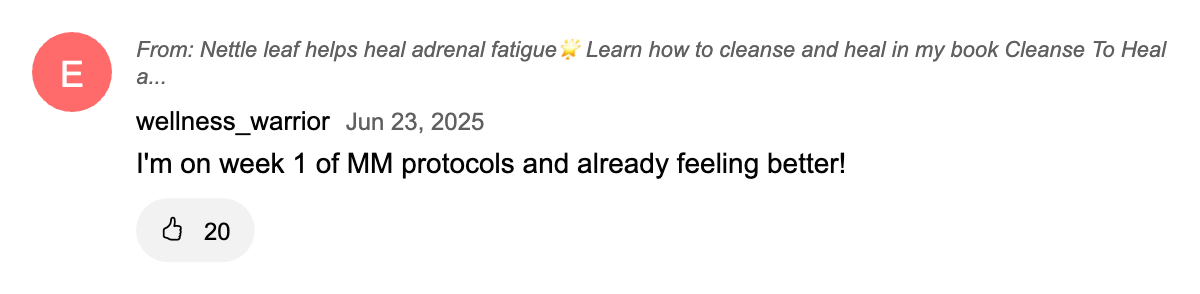 E
From: Nettle leaf helps heal adrenal fatigue🌟 Learn how to cleanse and heal in my book Cleanse To Heal
a...
wellness_warrior Jun 23, 2025
I'm on week 1 of MM protocols and already feeling better!
20